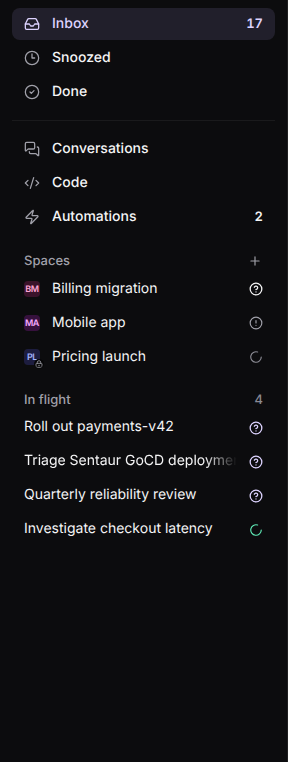 Inbox 17
Snoozed
Done
Conversations
Code
Automations 2
Spaces +
BM Billing migration ?
MA Mobile app !
PL Pricing launch
In flight 4
Roll out payments-v42 ?
Triage Sentaur GoCD deployme ?
Quarterly reliability review ?
Investigate checkout latency